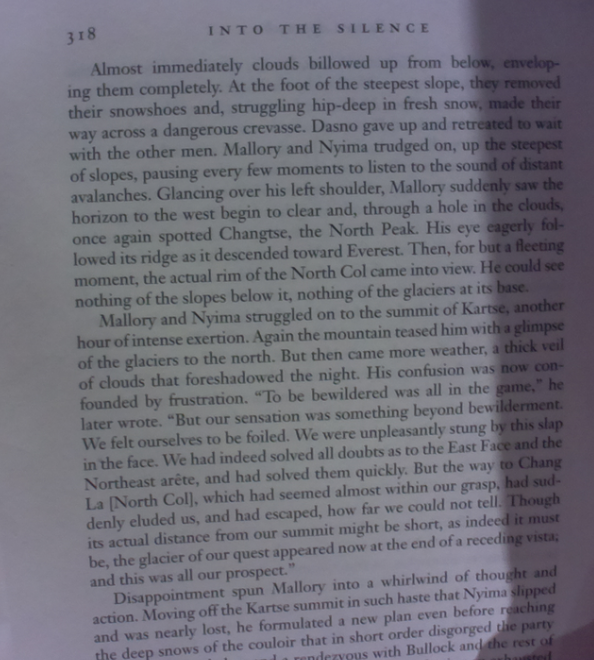 318
INTO THE SILENCE
Almost immediately clouds billowed up from below, envelop-
ing them completely. At the foot of the steepest slope, they removed
their snowshoes and, struggling hip-deep in fresh snow, made their
way across a dangerous crevasse. Dasno gave up and retreated to wait
with the other men. Mallory and Nyima trudged on, up the steepest
of slopes, pausing every few moments to listen to the sound of distant
avalanches. Glancing over his left shoulder, Mallory suddenly saw the
horizon to the west begin to clear and, through a hole in the clouds,
once again spotted Changtse, the North Peak. His eye eagerly fol-
lowed its ridge as it descended toward Everest. Then, for but a fleeting
moment, the actual rim of the North Col came into view. He could see
nothing of the slopes below it, nothing of the glaciers at its base.
Mallory and Nyima struggled on to the summit of Kartse, another
hour of intense exertion. Again the mountain teased him with a glimpse
of the glaciers to the north. But then came more weather, a thick veil
of clouds that foreshadowed the night. His confusion was now con-
founded by frustration. “To be bewildered was all in the game,” he
later wrote. “But our sensation was something beyond bewilderment.
We felt ourselves to be foiled. We were unpleasantly stung by this slap
in the face. We had indeed solved all doubts as to the East Face and the
Northeast arête, and had solved them quickly. But the way to Chang
La [North Col], which had seemed almost within our grasp, had sud-
denly eluded us, and had escaped, how far we could not tell. Though
its actual distance from our summit might be short, as indeed it must
be, the glacier of our quest appeared now at the end of a receding vista;
and this was all our prospect.”
Disappointment spun Mallory into a whirlwind of thought and
action. Moving off the Kartse summit in such haste that Nyima slipped
and was nearly lost, he formulated a new plan even before reaching
the deep snows of the couloir that in short order disgorged the party
rendezvous with Bullock and the rest of